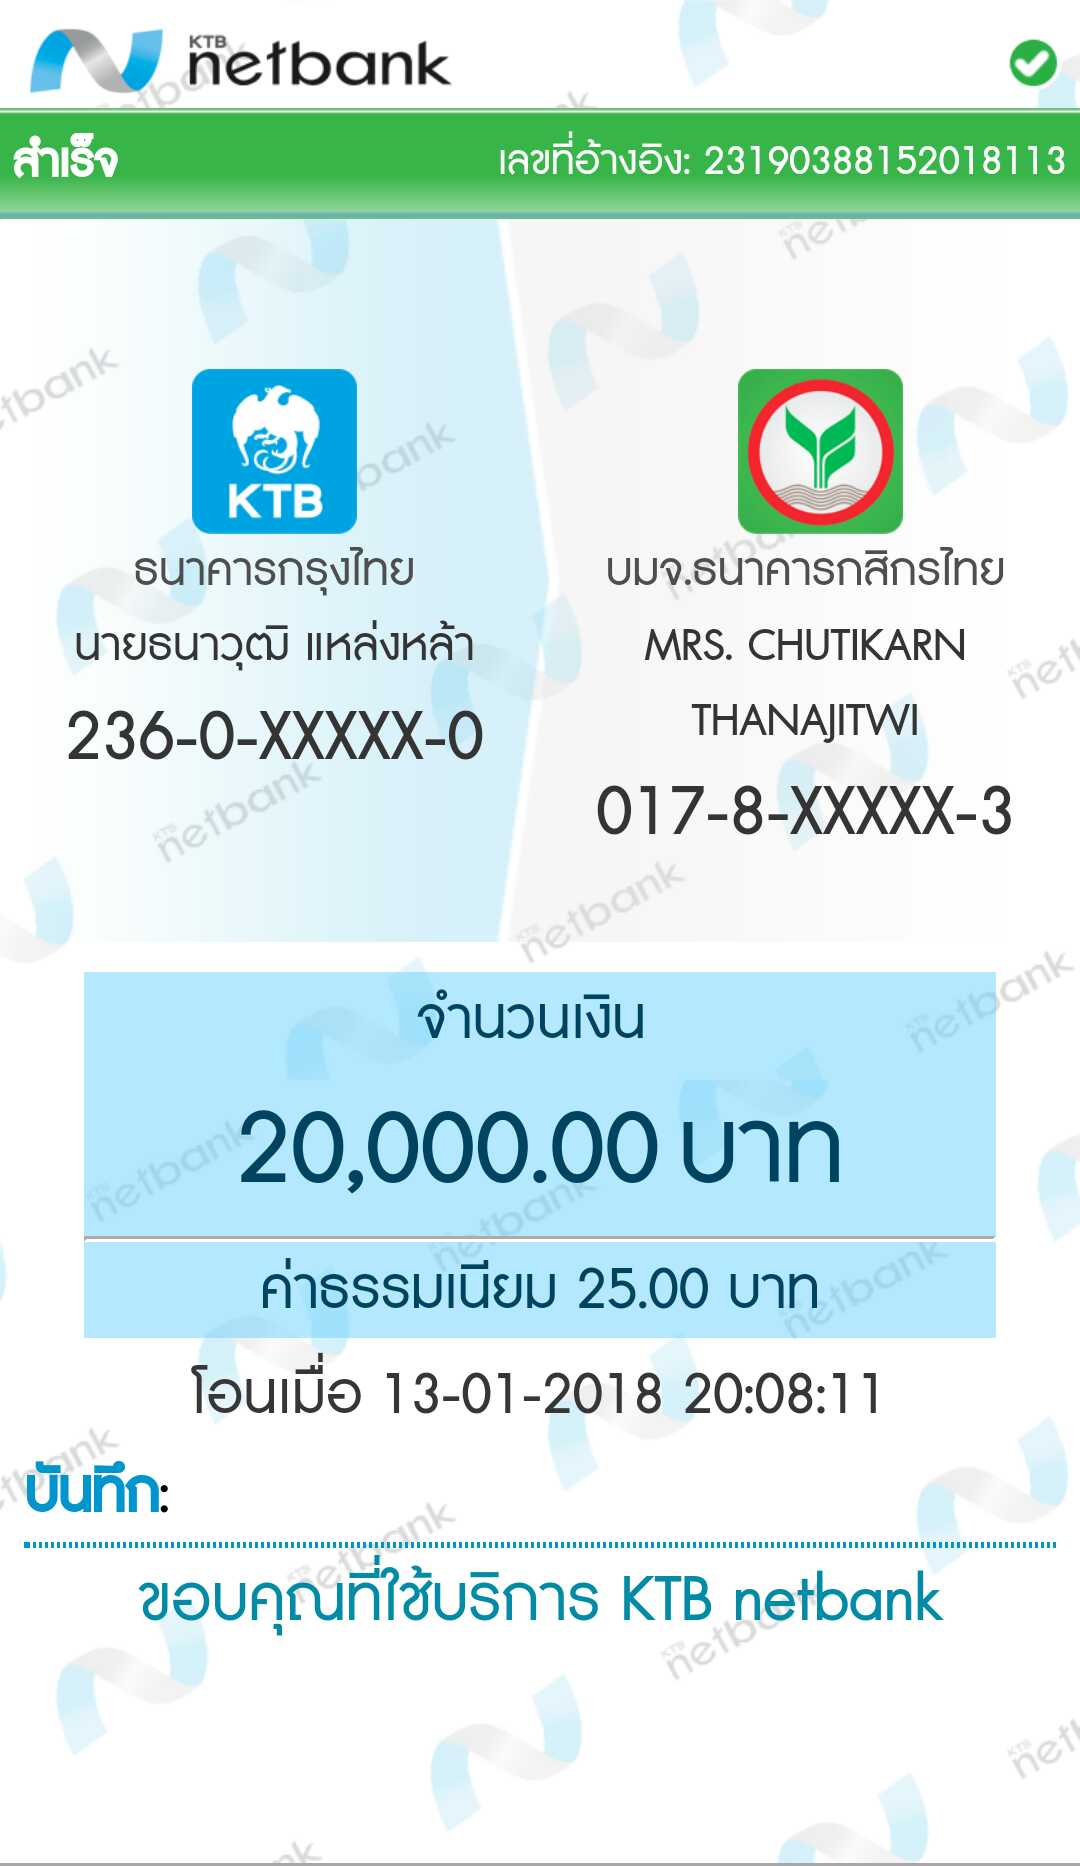 KTB netbank
สำเร็จ
เลขที่อ้างอิง: 23190388152018113
KTB
ธนาคารกรุงไทย
นายธนาวุฒิ แหล่งหล้า
236-0-XXXXX-0
บมจ.ธนาคารกสิกรไทย
MRS. CHUTIKARN
THANAJITWI
017-8-XXXXX-3
จำนวนเงิน
20,000.00 บาท
ค่าธรรมเนียม 25.00 บาท
โอนเมื่อ 13-01-2018 20:08:11
บันทึก:
ขอบคุณที่ใช้บริการ KTB netbank